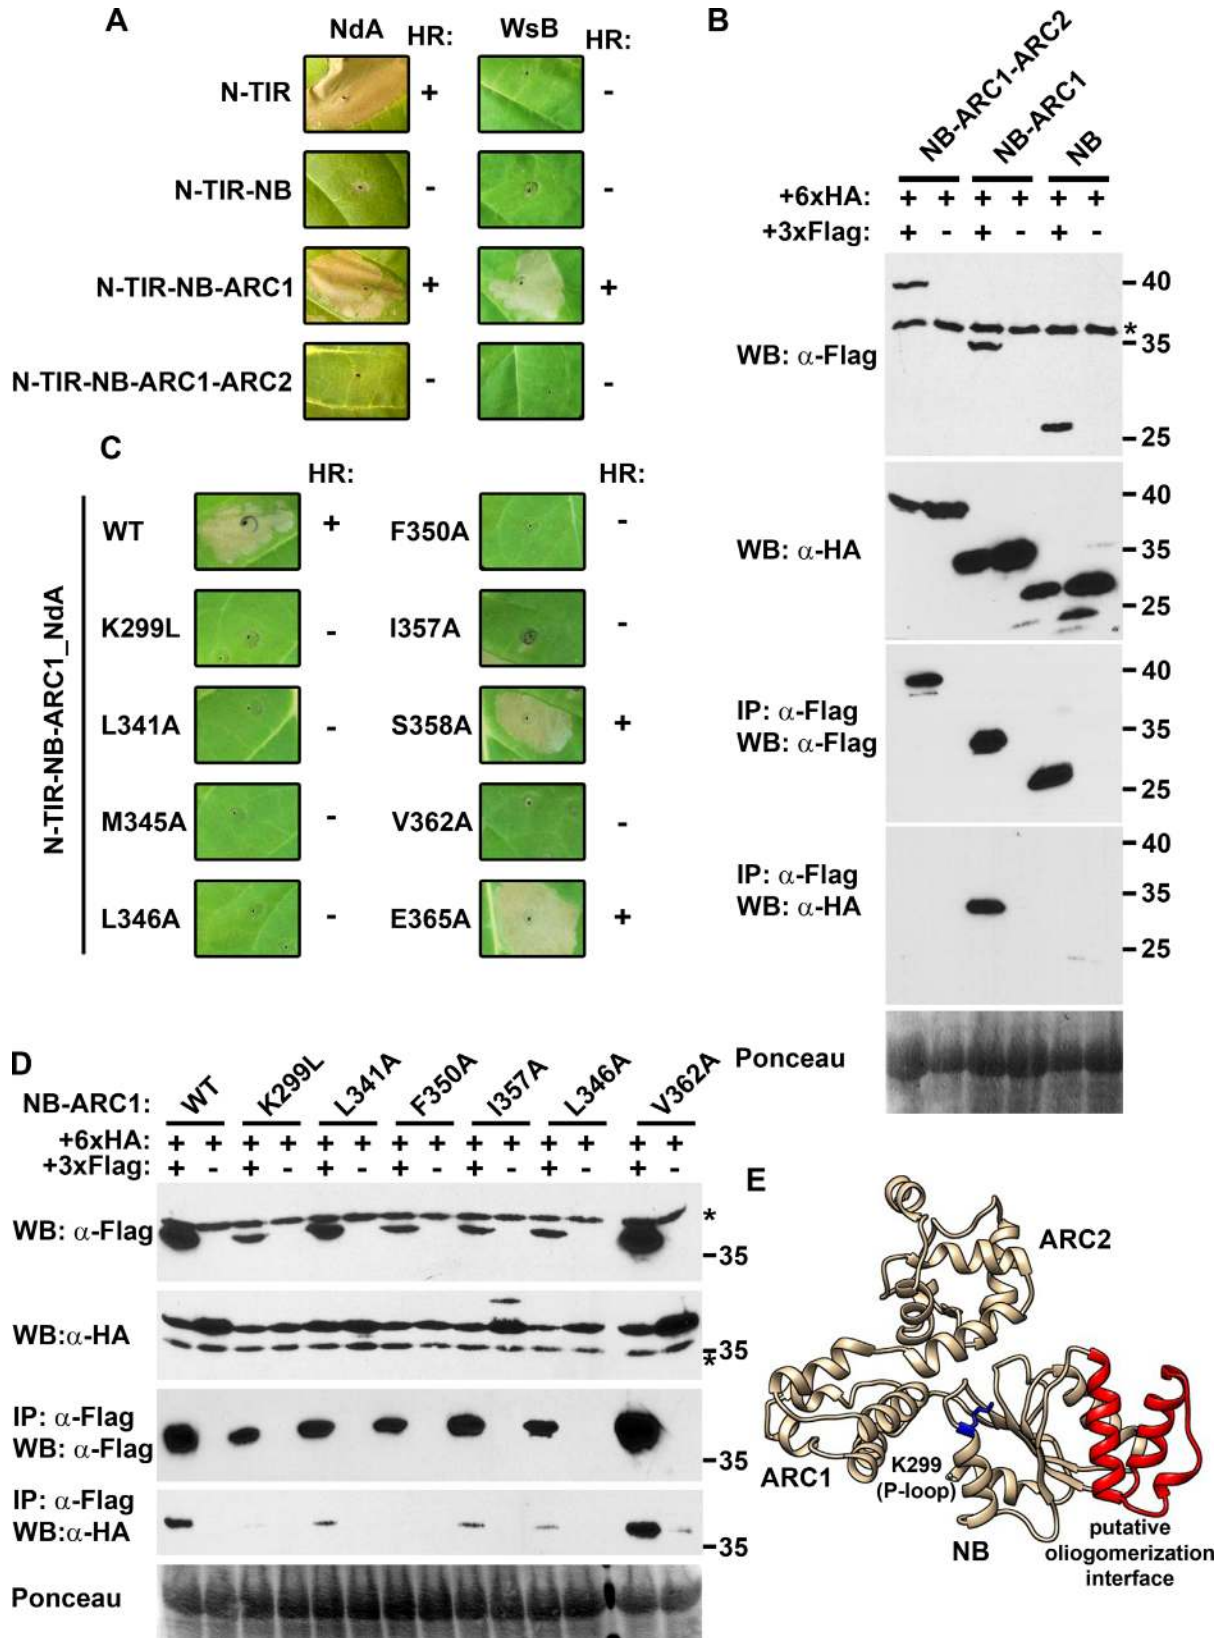 A
NdA HR: WsB HR:
N-TIR + -
N-TIR-NB - -
N-TIR-NB-ARC1 + +
N-TIR-NB-ARC1-ARC2 - -
B
NB-ARC1-ARC2
NB-ARC1
NB
+6xHA: + + + + + +
+3xFlag: + - + - + -
WB: α-Flag
40
*
35
25
WB: α-HA
40
35
25
IP: α-Flag
WB: α-Flag
40
35
25
IP: α-Flag
WB: α-HA
40
35
25
Ponceau
C
HR: HR:
N-TIR-NB-ARC1_NdA
WT + F350A -
K299L - I357A -
L341A - S358A +
M345A - V362A -
L346A - E365A +
D
NB-ARC1: WT K299L L341A F350A I357A L346A V362A
+6xHA: + + + + + + + + + + + + + +
+3xFlag: + - + - + - + - + - + - + -
WB: α-Flag
*
35
WB:α-HA
35
*
IP: α-Flag
WB: α-Flag
35
IP: α-Flag
WB:α-HA
35
Ponceau
E
ARC2
ARC1
K299
(P-loop)
NB
putative
oliogomerization
interface